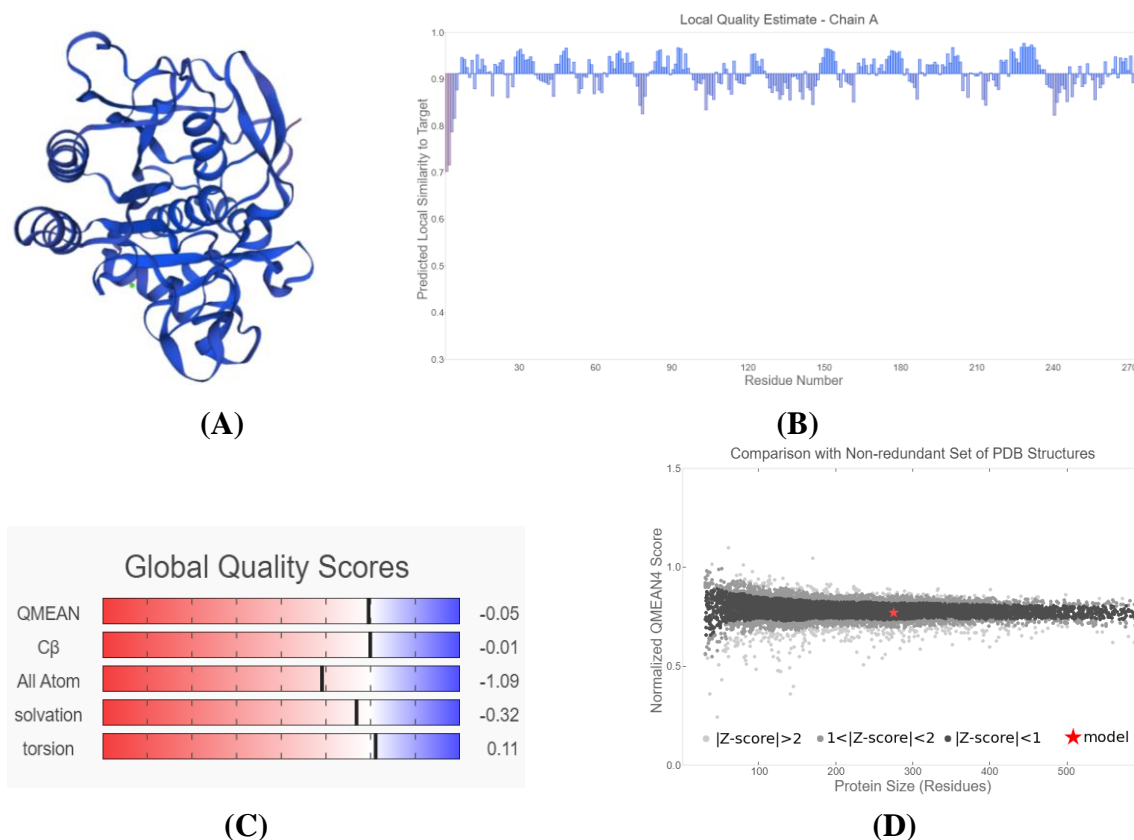 Local Quality Estimate - Chain A
Predicted Local Similarity to Target
1.0
0.9
0.8
0.7
0.6
0.5
0.4
0.3
30 60 90 120 150 180 210 240 270
Residue Number
(A)
(B)
Global Quality Scores
QMEAN -0.05
Cβ -0.01
All Atom -1.09
solvation -0.32
torsion 0.11
(C)
Comparison with Non-redundant Set of PDB Structures
Normalized QMEAN4 Score
1.5
1.0
0.5
0.0
|Z-score|>2 1<|Z-score|<2 |Z-score|<1 model
100 200 300 400 500
Protein Size (Residues)
(D)